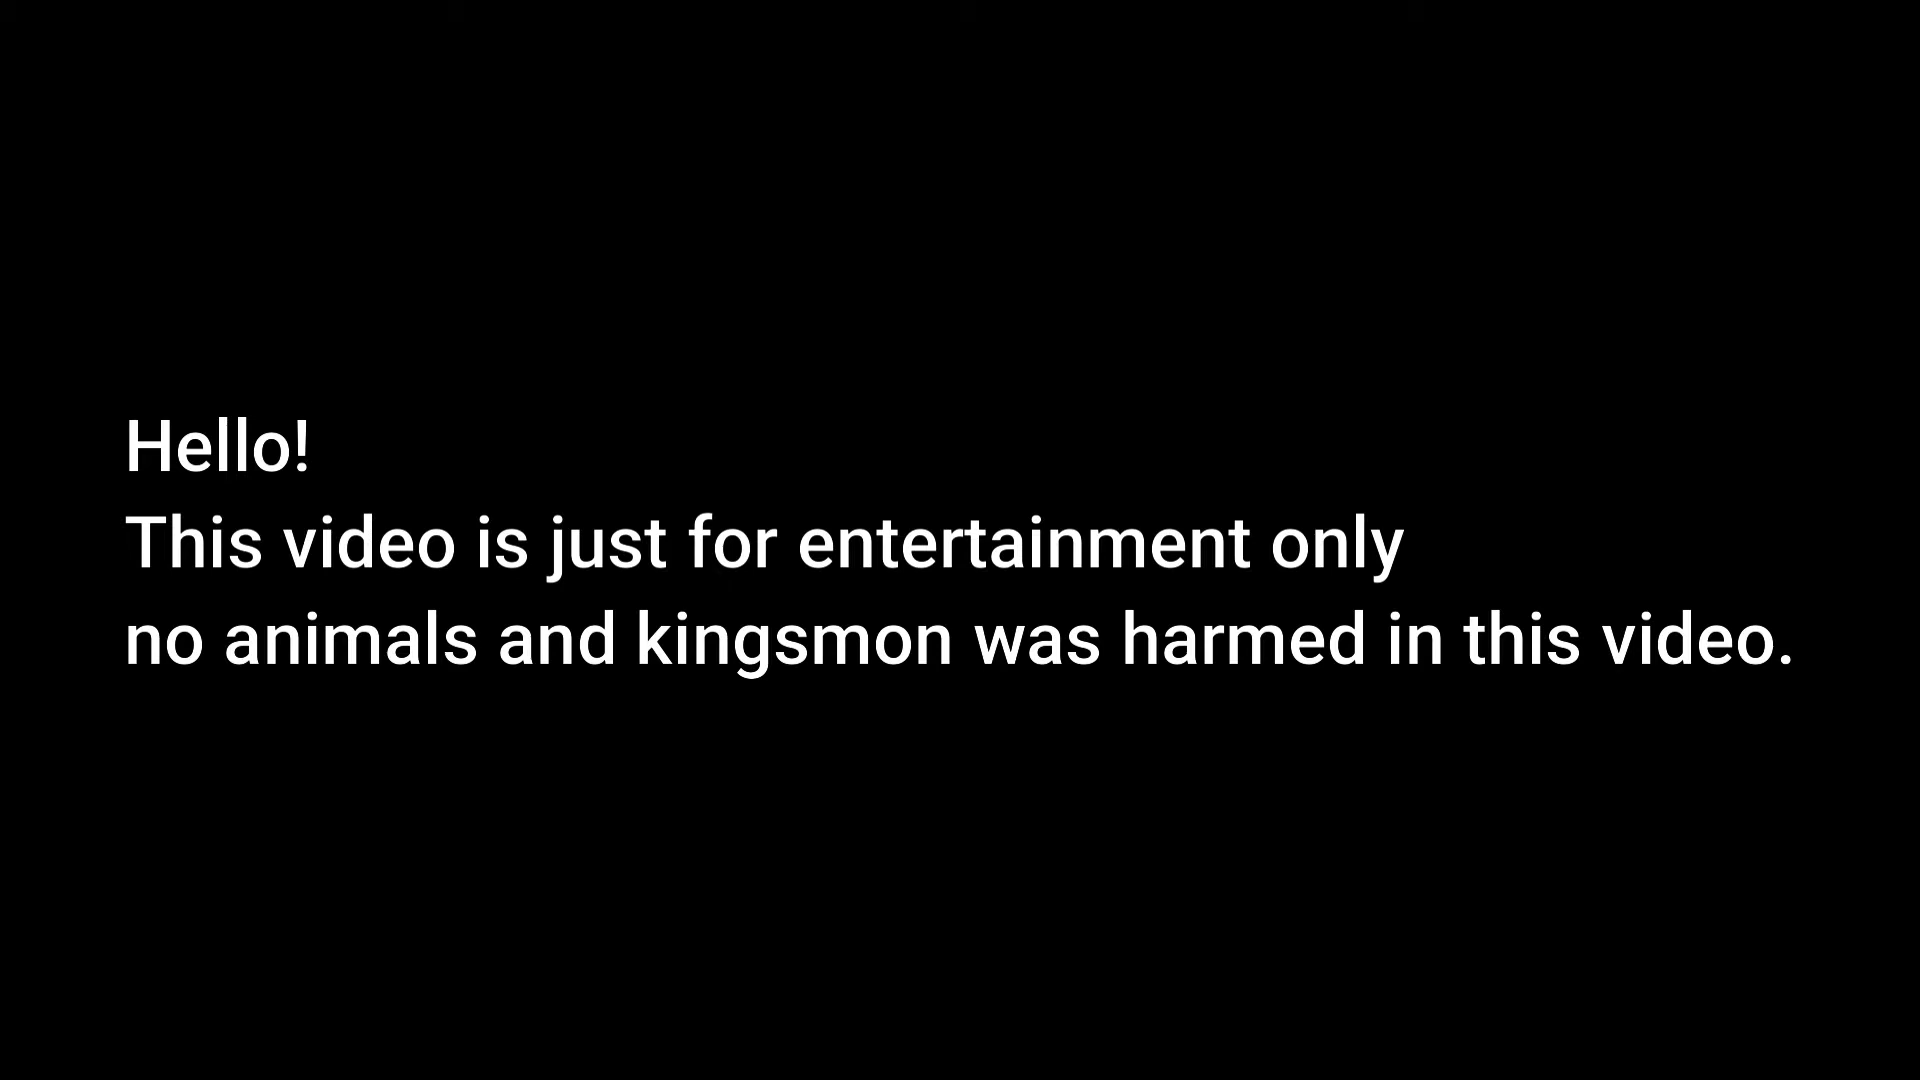 Hello!
This video is just for entertainment only
no animals and kingsmon was harmed in this video.